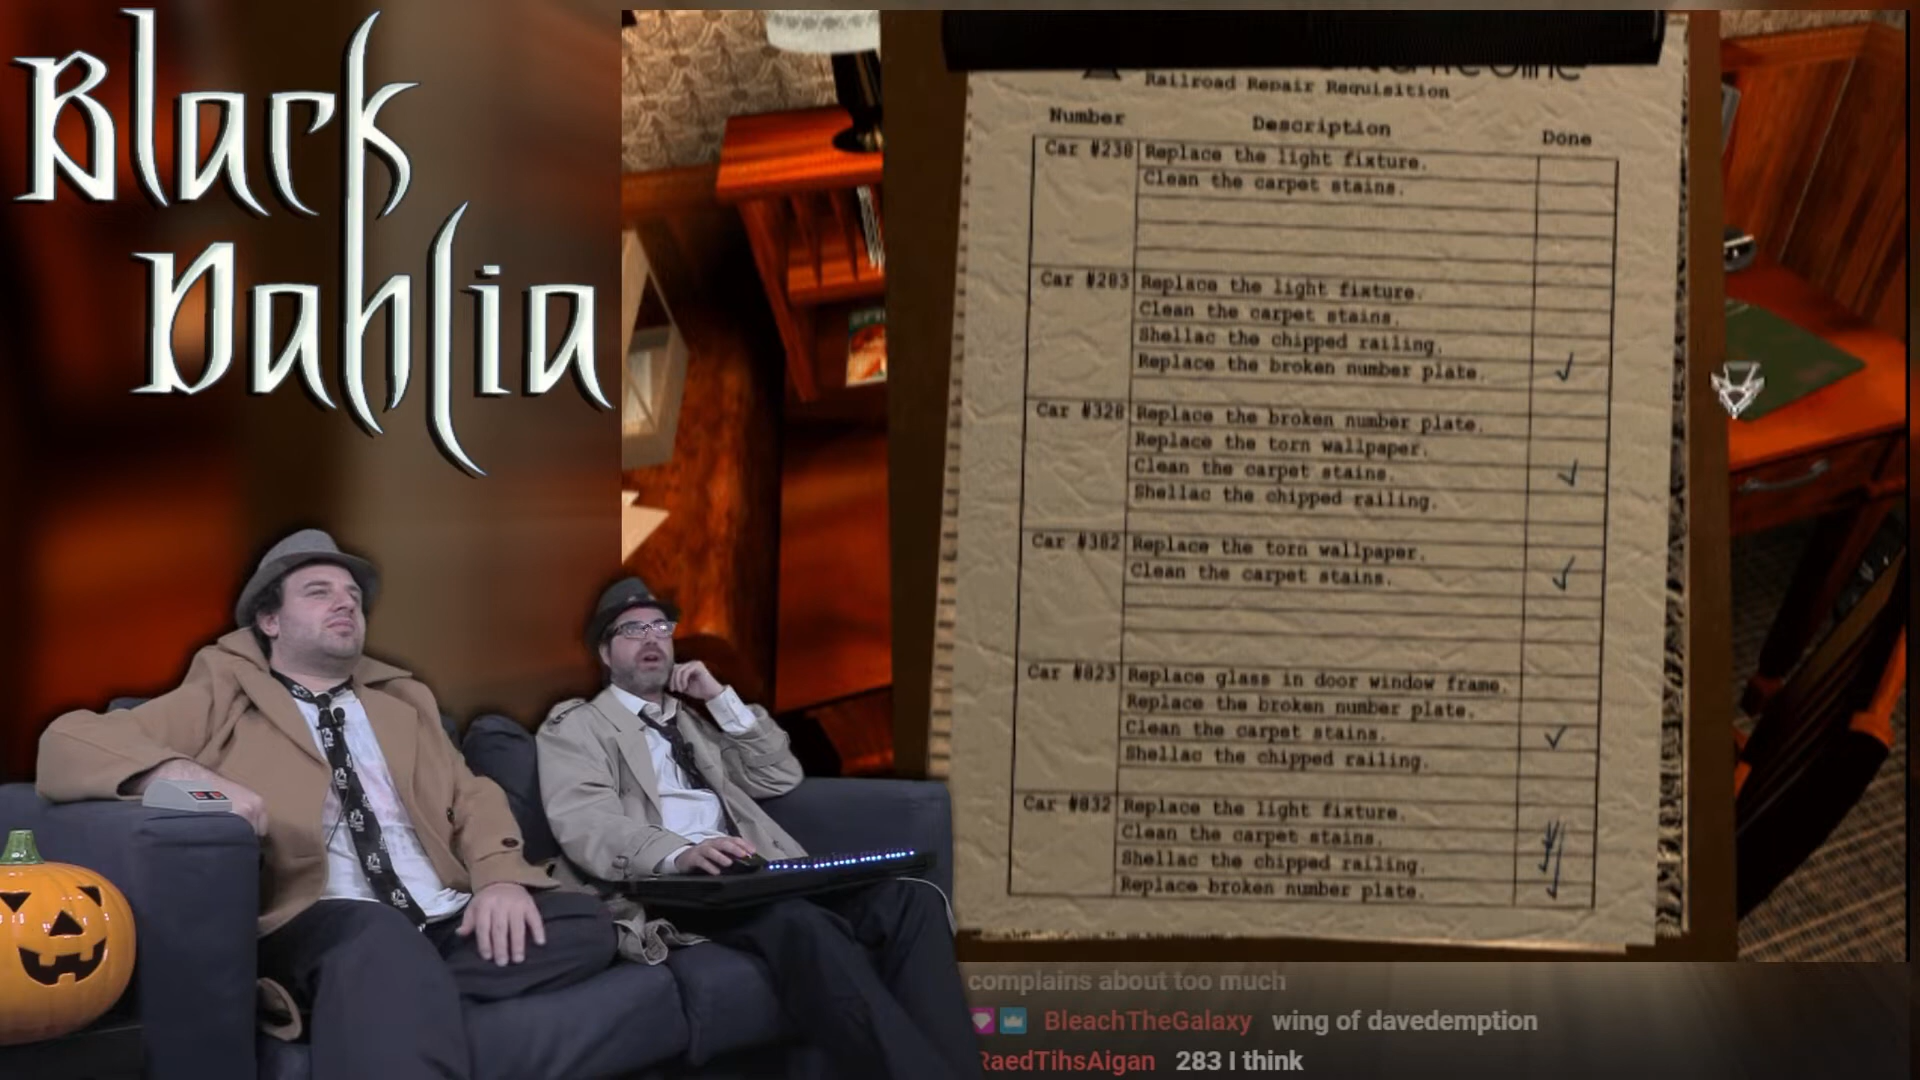 Black
Dahlia
Railroad Repair Requisition
Number Description Done
Car #238 Replace the light fixture.
Clean the carpet stains.
Car #283 Replace the light fixture.
Clean the carpet stains.
Shellac the chipped railing.
Replace the broken number plate.
Car #328 Replace the broken number plate.
Replace the torn wallpaper.
Clean the carpet stains.
Shellac the chipped railing.
Car #382 Replace the torn wallpaper.
Clean the carpet stains.
Car #823 Replace glass in door window frame.
Replace the broken number plate.
Clean the carpet stains.
Shellac the chipped railing.
Car #832 Replace the light fixture.
Clean the carpet stains.
Shellac the chipped railing.
Replace broken number plate.
complains about too much
BleachTheGalaxy wing of davedemption
RaedTihsAigan 283 I think